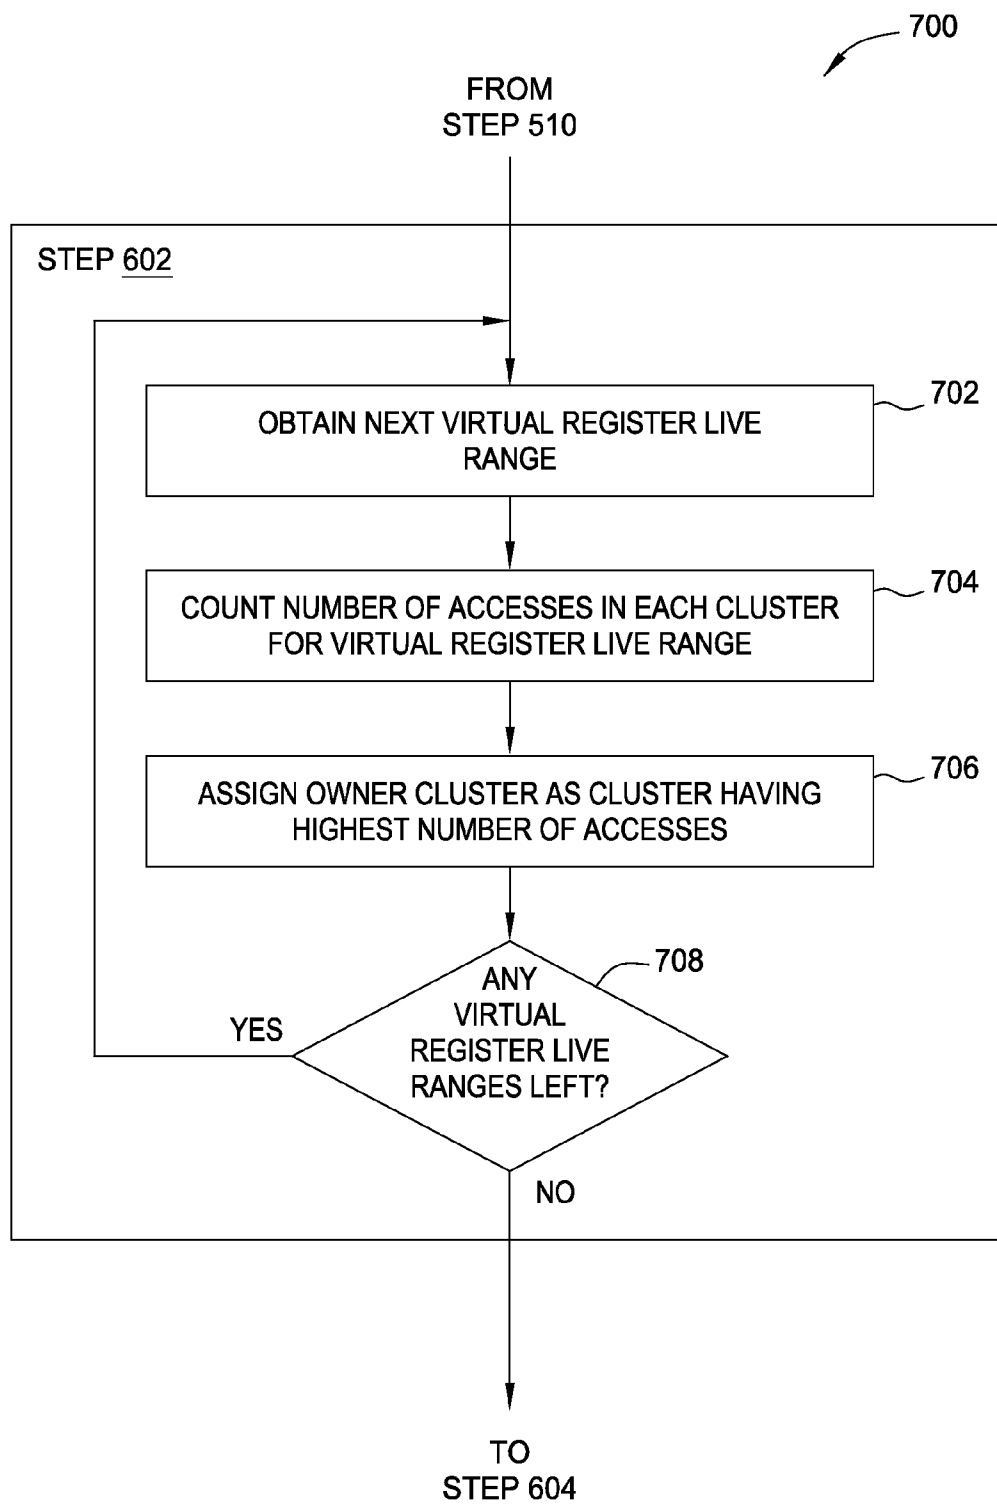 700
FROM
STEP 510
STEP 602
OBTAIN NEXT VIRTUAL REGISTER LIVE
RANGE
702
COUNT NUMBER OF ACCESSES IN EACH CLUSTER
FOR VIRTUAL REGISTER LIVE RANGE
704
ASSIGN OWNER CLUSTER AS CLUSTER HAVING
HIGHEST NUMBER OF ACCESSES
706
ANY
VIRTUAL
REGISTER LIVE
RANGES LEFT?
708
YES
NO
TO
STEP 604